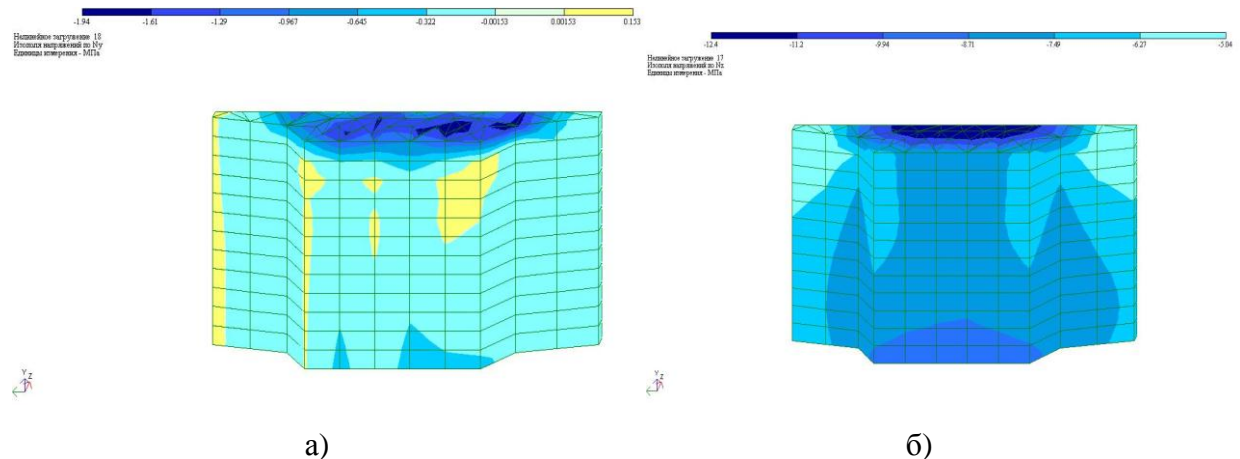 -1.94 -1.61 -1.29 -0.967 -0.645 -0.322 -0.00153 0.00153 0.153
Нелинейное загружение 18
Изополя напряжений по Ny
Единицы измерения - МПа
-12.4 -11.2 -9.94 -8.71 -7.49 -6.27 -5.04
Нелинейное загружение 17
Изополя напряжений по Nx
Единицы измерения - МПа
Y Z
Y Z
а) б)